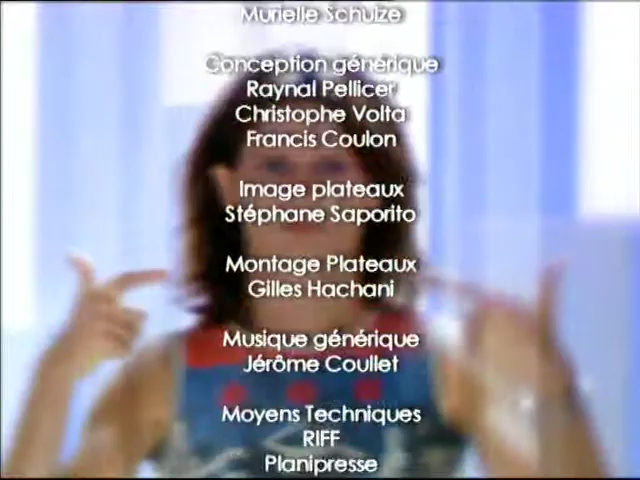 Murielle Schulze
Conception générique
Raynal Pellicer
Christophe Volta
Francis Coulon
Image plateaux
Stéphane Saporito
Montage Plateaux
Gilles Hachani
Musique générique
Jérôme Coullet
Moyens Techniques
RIFF
Planipresse